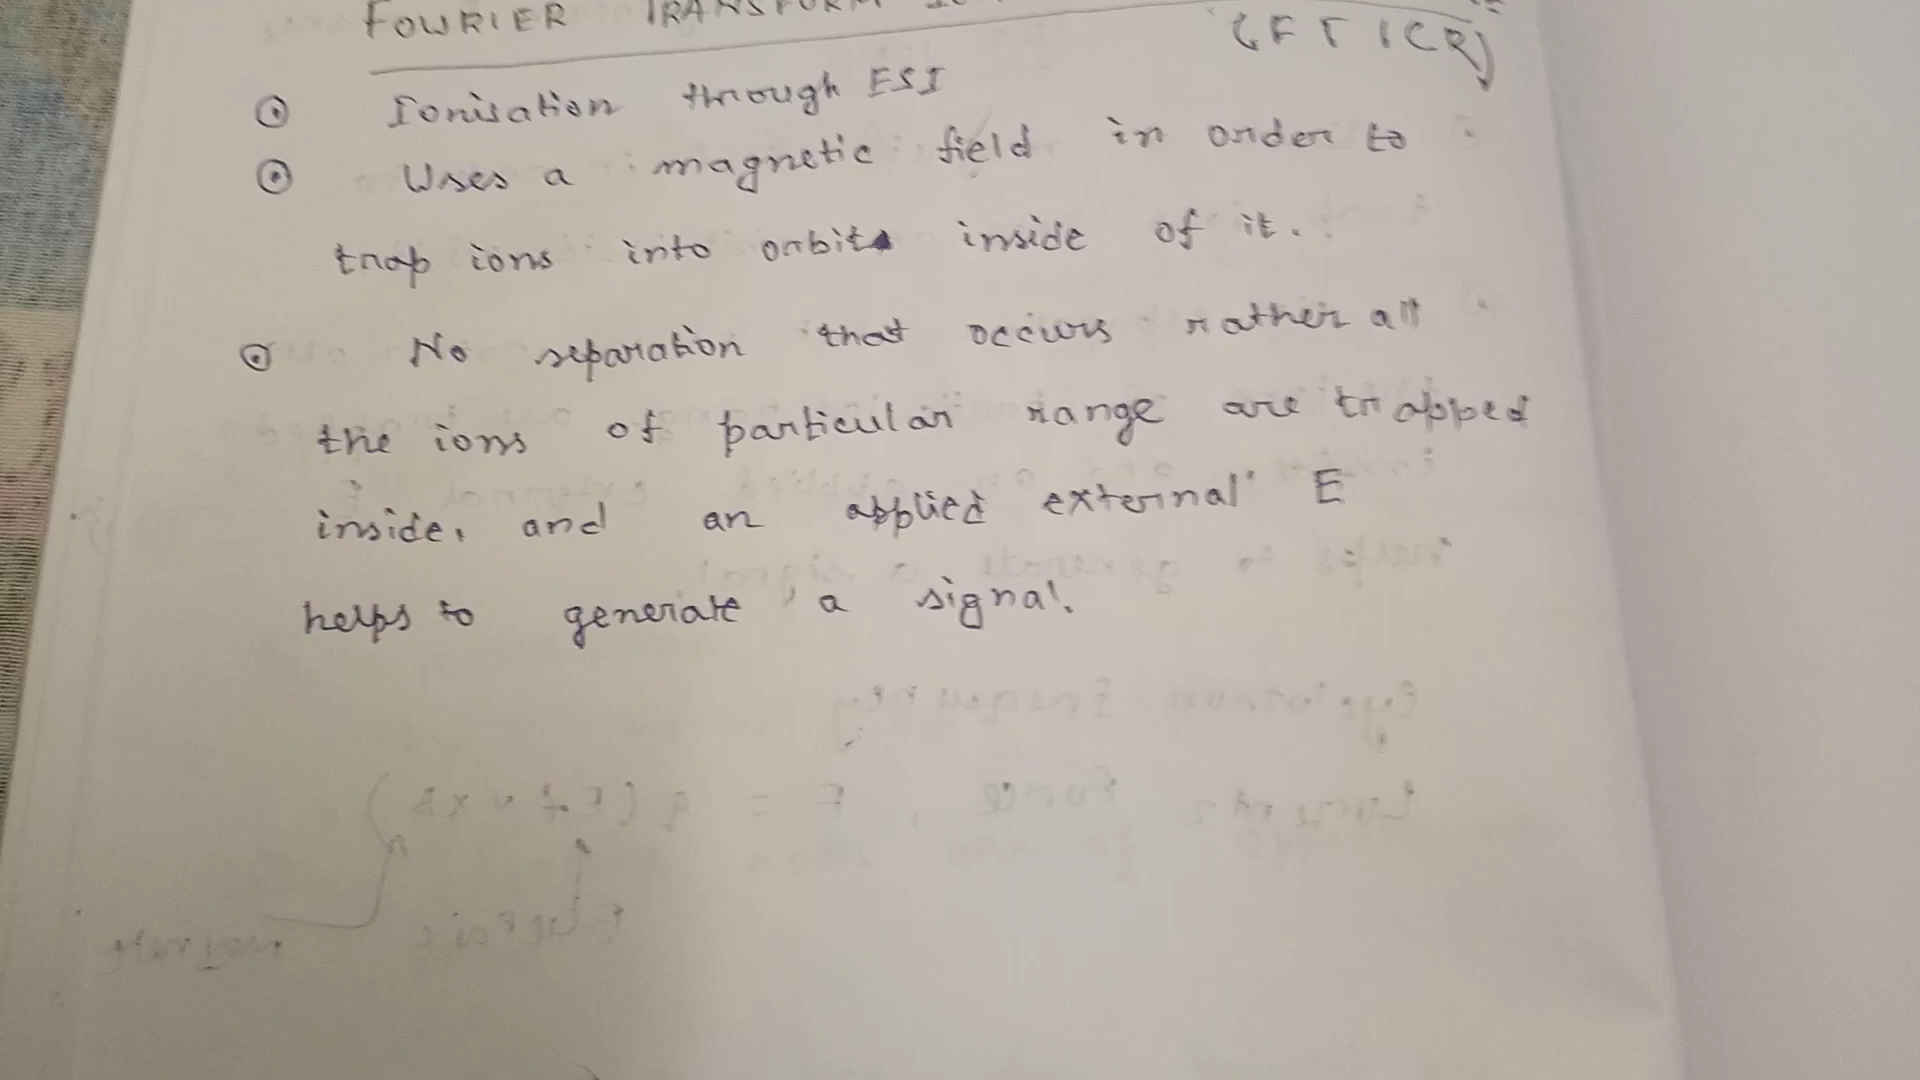 FOURIER TRANSFORM
(FT ICR)
Ionisation through ESI
Uses a magnetic field in order to
trap ions into orbits inside of it.
No separation that occurs rather all
the ions of particular range are trapped
inside, and an applied external E
helps to generate a signal.